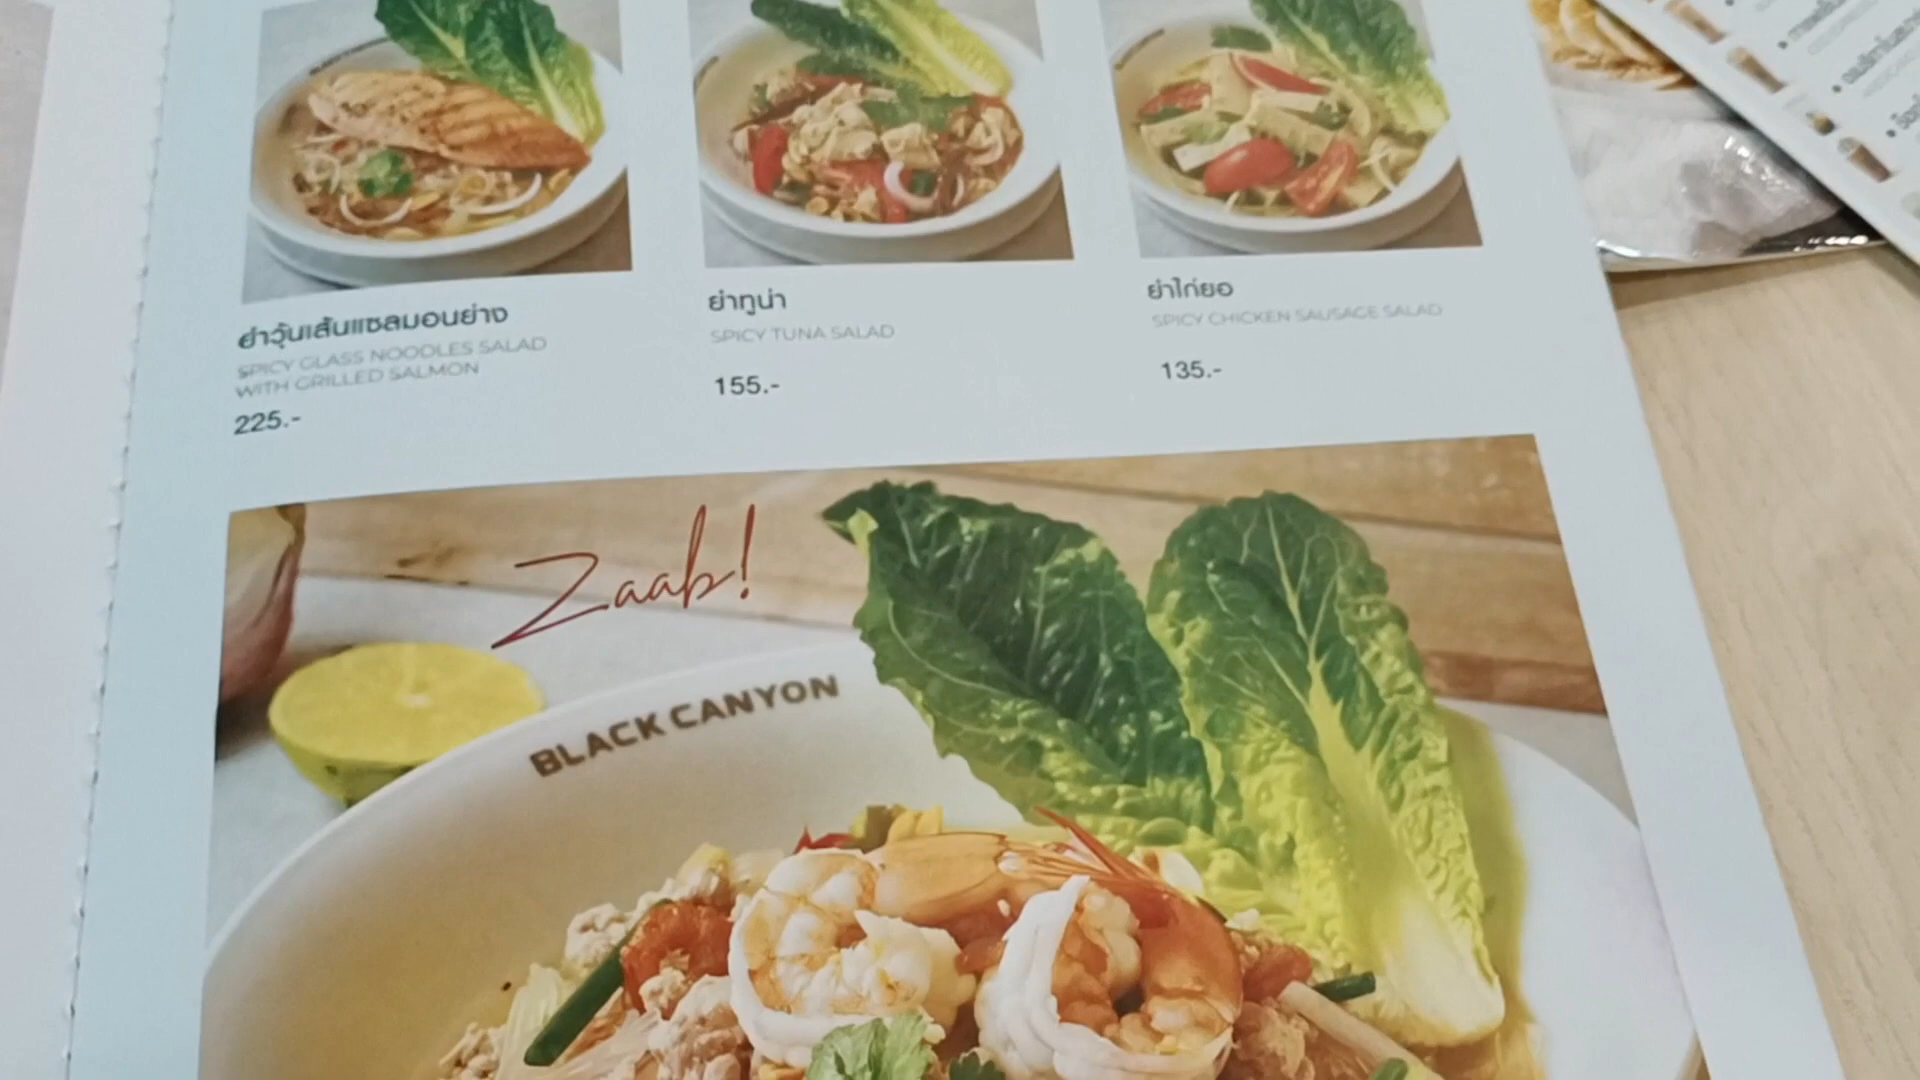 ยำวุ้นเส้นแซลมอนย่าง
SPICY GLASS NOODLES SALAD
WITH GRILLED SALMON
225.-
ยำทูน่า
SPICY TUNA SALAD
155.-
ยำไก่ยอ
SPICY CHICKEN SAUSAGE SALAD
135.-
Zaab!
BLACK CANYON